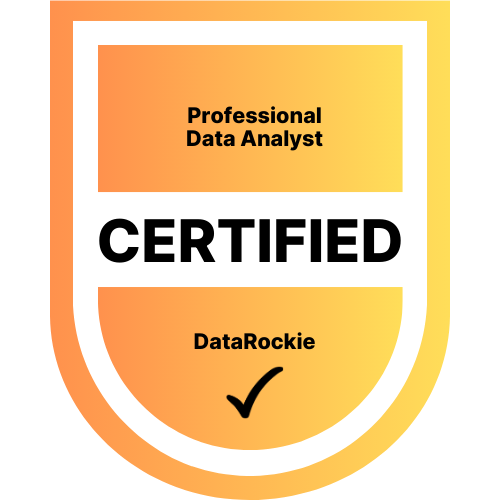 Professional
Data Analyst
CERTIFIED
DataRockie